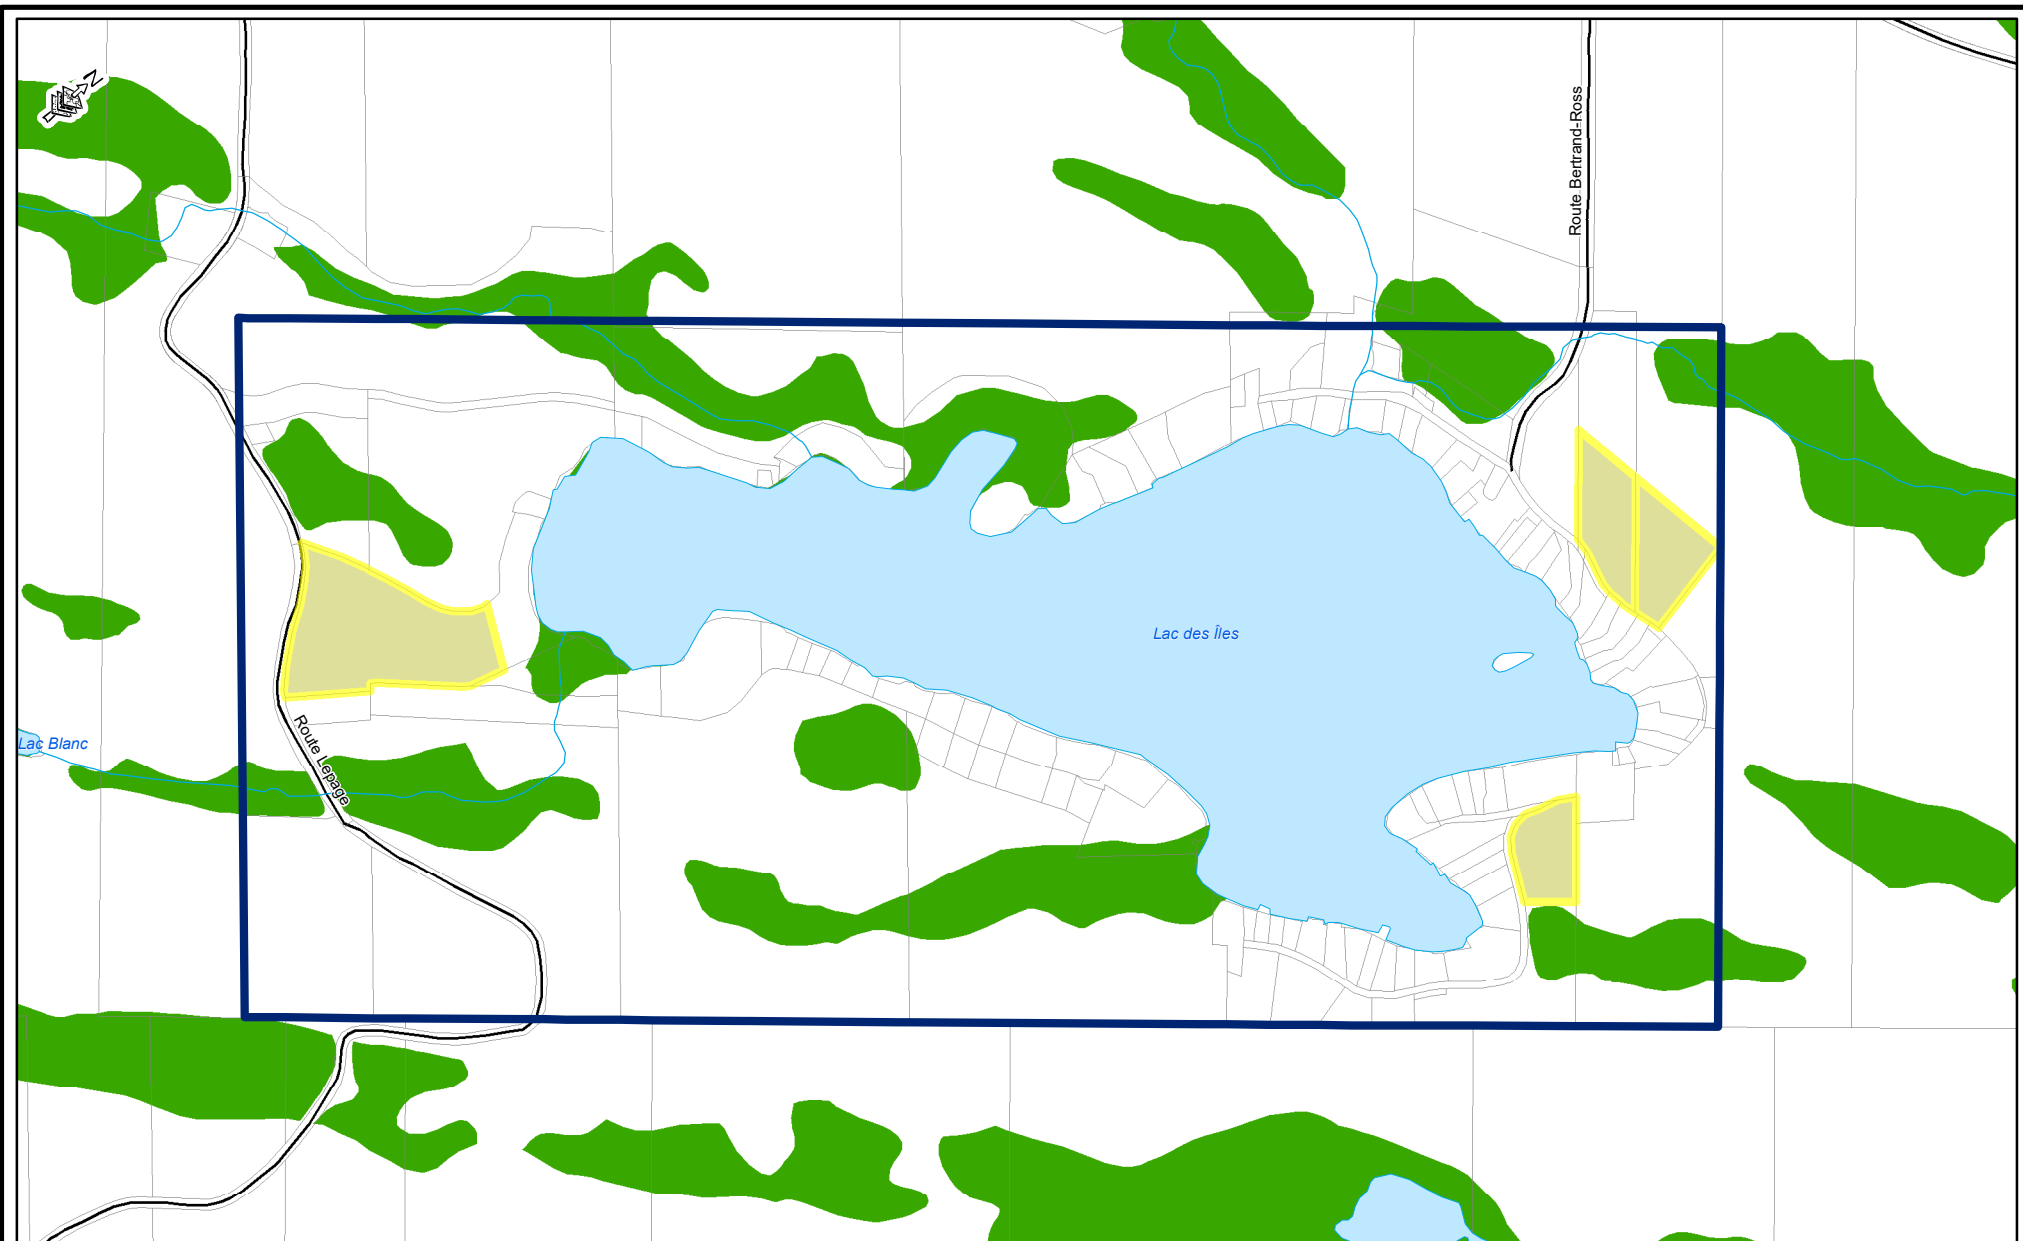 N
Route Bertrand-Ross
Lac des Îles
Lac Blanc
Route Lepage